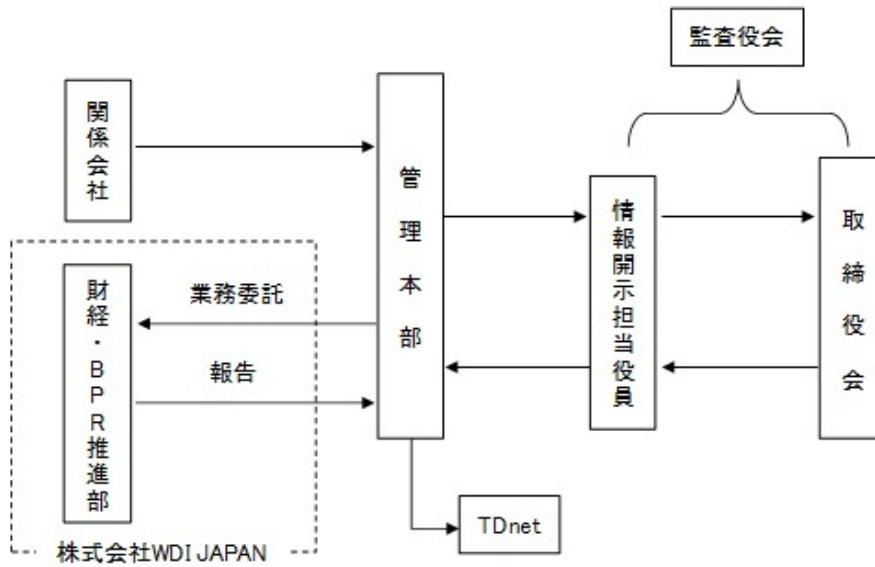 監査役会
関係会社
管理本部
情報開示担当役員
取締役会
財経・BPR推進部
業務委託
報告
TDnet
株式会社WDI JAPAN